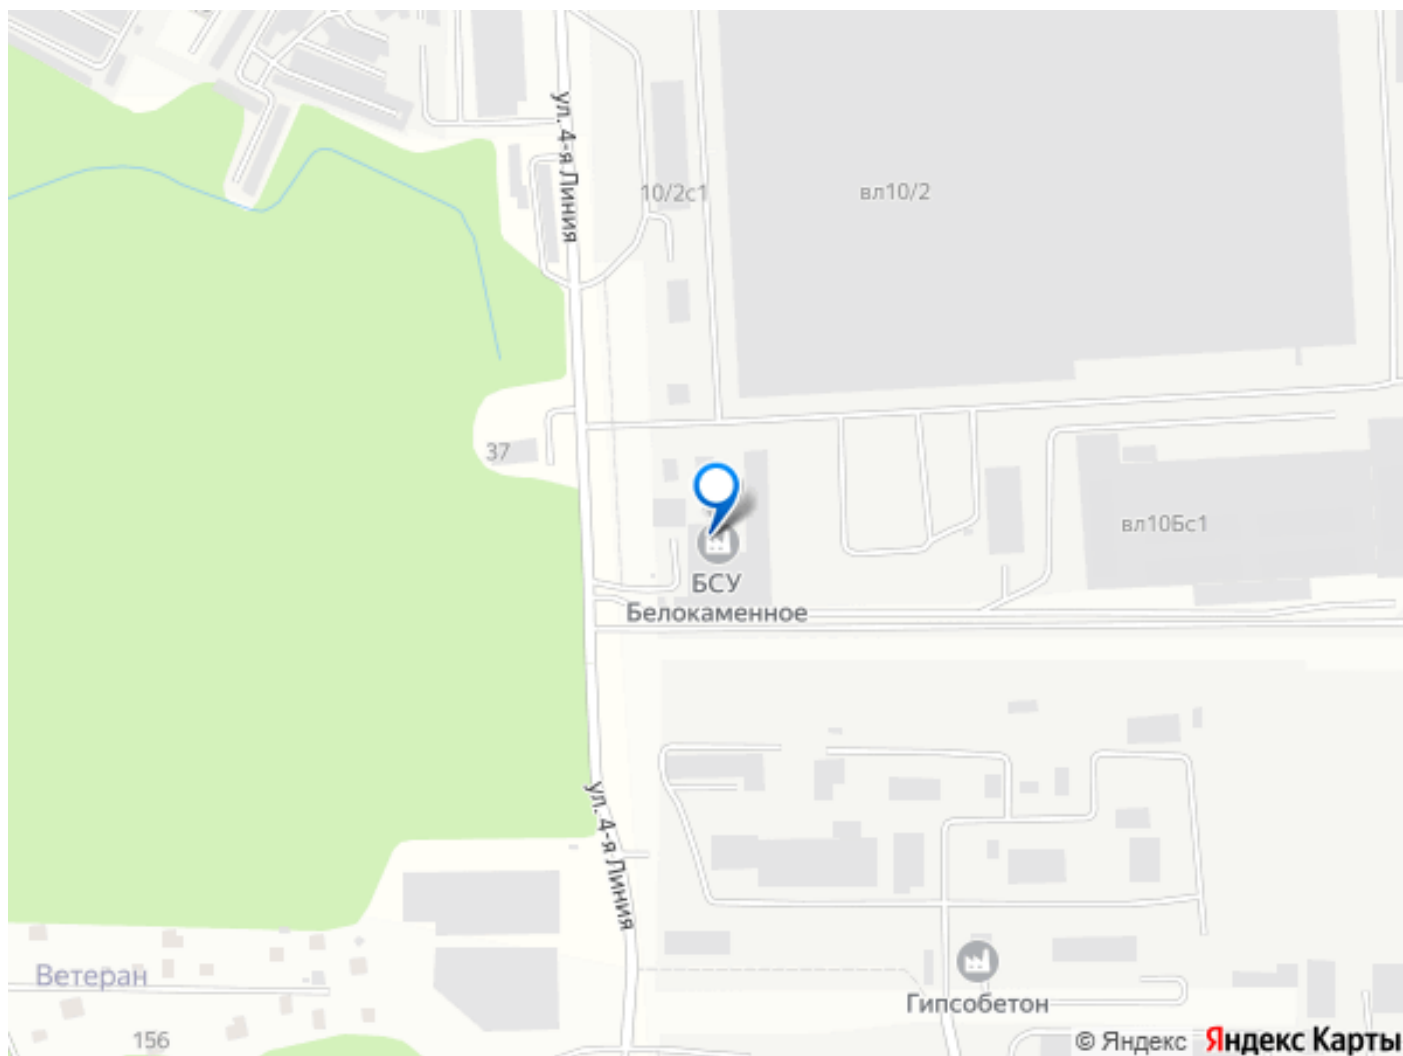 ул. 4-я Линия
10/2с1
вл10/2
37
вл10Бс1
БСУ
Белокаменное
ул. 4-я Линия
Ветеран
Гипсобетон
156
© Яндекс Яндекс Карты